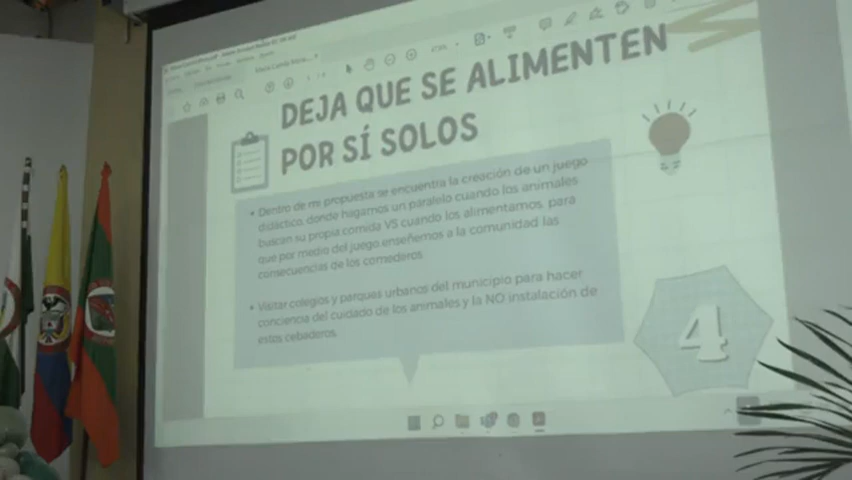 DEJA QUE SE ALIMENTEN
POR SÍ SOLOS
• Dentro de mi propuesta se encuentra la creación de un juego
didáctico, donde hagamos un paralelo cuando los animales
buscan su propia comida VS cuando los alimentamos, para
que por medio del juego enseñemos a la comunidad las
consecuencias de los comederos.
• Visitar colegios y parques urbanos del municipio para hacer
conciencia del cuidado de los animales y la NO instalación de
estos cebaderos.
4